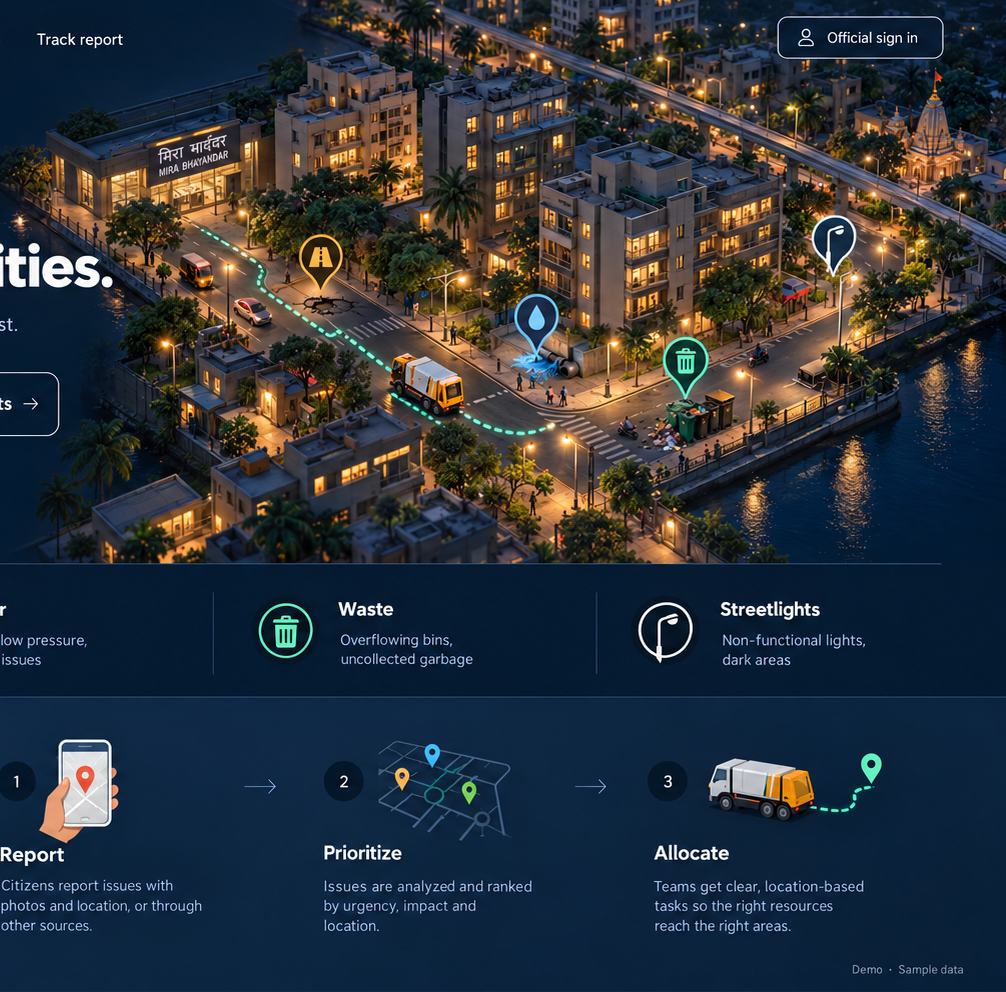 Track report
Official sign in
मिरा मार्वदर
MIRA BHAYANDAR
ities.
st.
ts →
r
low pressure,
issues
Waste
Overflowing bins,
uncollected garbage
Streetlights
Non-functional lights,
dark areas
1
Report
Citizens report issues with
photos and location, or through
other sources.
2
Prioritize
Issues are analyzed and ranked
by urgency, impact and
location.
3
Allocate
Teams get clear, location-based
tasks so the right resources
reach the right areas.
Demo · Sample data